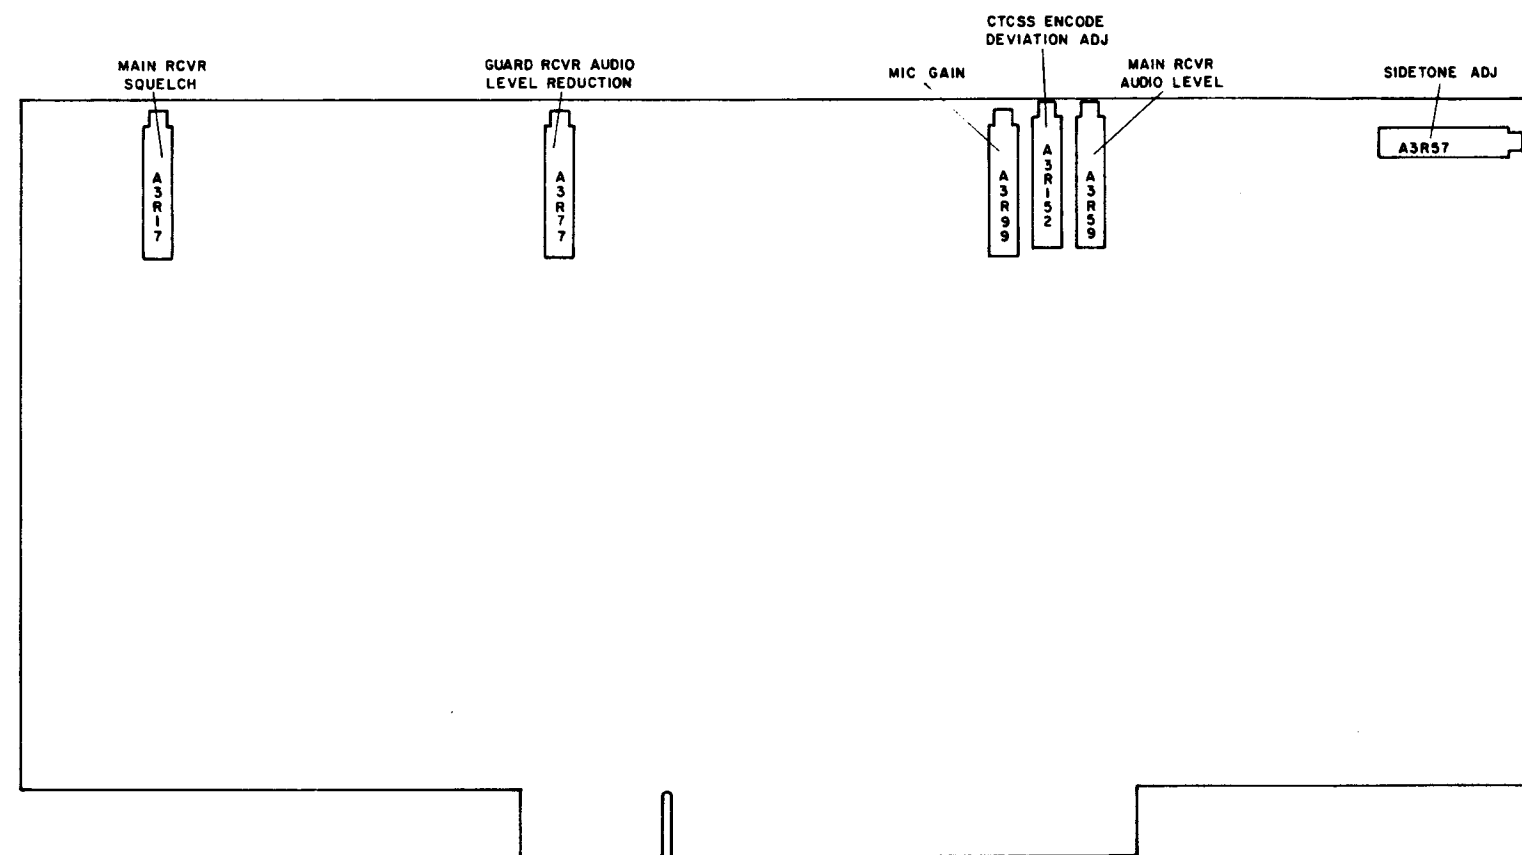 CTCSS ENCODE
DEVIATION ADJ
MAIN RCVR
SQUELCH
GUARD RCVR AUDIO
LEVEL REDUCTION
MIC GAIN
MAIN RCVR
AUDIO LEVEL
SIDETONE ADJ
A3R17
A3R77
A3R99
A3R152
A3R59
A3R57